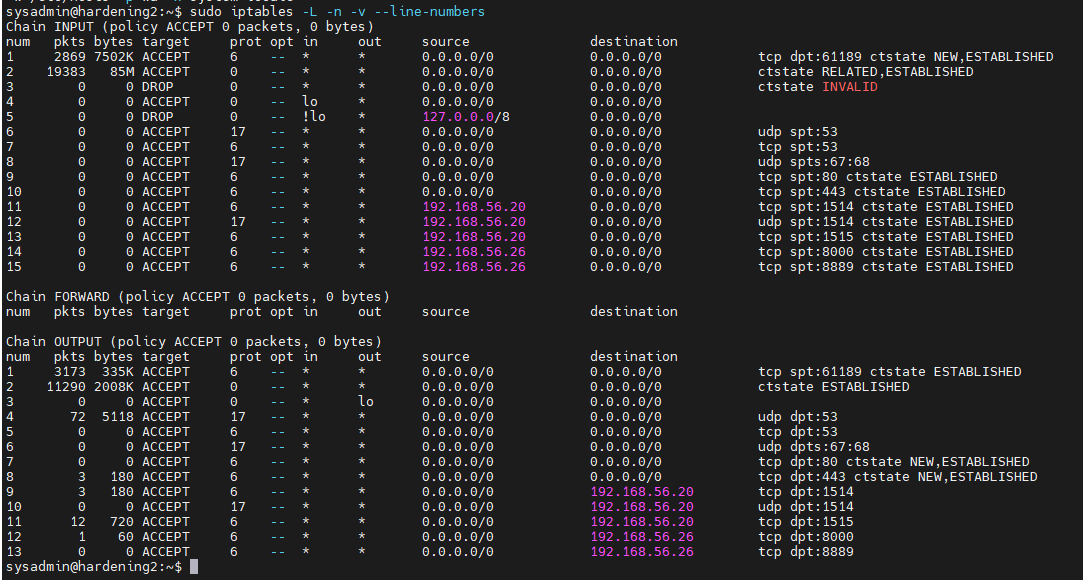 sysadmin@hardening2:~$ sudo iptables -L -n -v --line-numbers
Chain INPUT (policy ACCEPT 0 packets, 0 bytes)
num pkts bytes target prot opt in out source destination
1 2869 7502K ACCEPT 6 -- * * 0.0.0.0/0 0.0.0.0/0 tcp dpt:61189 ctstate NEW,ESTABLISHED
2 19383 85M ACCEPT 0 -- * * 0.0.0.0/0 0.0.0.0/0 ctstate RELATED,ESTABLISHED
3 0 0 DROP 0 -- * * 0.0.0.0/0 0.0.0.0/0 ctstate INVALID
4 0 0 ACCEPT 0 -- lo * 0.0.0.0/0 0.0.0.0/0
5 0 0 DROP 0 -- !lo * 127.0.0.0/8 0.0.0.0/0
6 0 0 ACCEPT 17 -- * * 0.0.0.0/0 0.0.0.0/0 udp spt:53
7 0 0 ACCEPT 6 -- * * 0.0.0.0/0 0.0.0.0/0 tcp spt:53
8 0 0 ACCEPT 17 -- * * 0.0.0.0/0 0.0.0.0/0 udp spts:67:68
9 0 0 ACCEPT 6 -- * * 0.0.0.0/0 0.0.0.0/0 tcp spt:80 ctstate ESTABLISHED
10 0 0 ACCEPT 6 -- * * 0.0.0.0/0 0.0.0.0/0 tcp spt:443 ctstate ESTABLISHED
11 0 0 ACCEPT 6 -- * * 192.168.56.20 0.0.0.0/0 tcp spt:1514 ctstate ESTABLISHED
12 0 0 ACCEPT 17 -- * * 192.168.56.20 0.0.0.0/0 udp spt:1514 ctstate ESTABLISHED
13 0 0 ACCEPT 6 -- * * 192.168.56.20 0.0.0.0/0 tcp spt:1515 ctstate ESTABLISHED
14 0 0 ACCEPT 6 -- * * 192.168.56.26 0.0.0.0/0 tcp spt:8000 ctstate ESTABLISHED
15 0 0 ACCEPT 6 -- * * 192.168.56.26 0.0.0.0/0 tcp spt:8889 ctstate ESTABLISHED
Chain FORWARD (policy ACCEPT 0 packets, 0 bytes)
num pkts bytes target prot opt in out source destination
Chain OUTPUT (policy ACCEPT 0 packets, 0 bytes)
num pkts bytes target prot opt in out source destination
1 3173 335K ACCEPT 6 -- * * 0.0.0.0/0 0.0.0.0/0 tcp spt:61189 ctstate ESTABLISHED
2 11290 2008K ACCEPT 0 -- * * 0.0.0.0/0 0.0.0.0/0 ctstate ESTABLISHED
3 0 0 ACCEPT 0 -- * lo 0.0.0.0/0 0.0.0.0/0
4 72 5118 ACCEPT 17 -- * * 0.0.0.0/0 0.0.0.0/0 udp dpt:53
5 0 0 ACCEPT 6 -- * * 0.0.0.0/0 0.0.0.0/0 tcp dpt:53
6 0 0 ACCEPT 17 -- * * 0.0.0.0/0 0.0.0.0/0 udp dpts:67:68
7 0 0 ACCEPT 6 -- * * 0.0.0.0/0 0.0.0.0/0 tcp dpt:80 ctstate NEW,ESTABLISHED
8 3 180 ACCEPT 6 -- * * 0.0.0.0/0 0.0.0.0/0 tcp dpt:443 ctstate NEW,ESTABLISHED
9 3 180 ACCEPT 6 -- * * 0.0.0.0/0 192.168.56.20 tcp dpt:1514
10 0 0 ACCEPT 17 -- * * 0.0.0.0/0 192.168.56.20 udp dpt:1514
11 12 720 ACCEPT 6 -- * * 0.0.0.0/0 192.168.56.20 tcp dpt:1515
12 1 60 ACCEPT 6 -- * * 0.0.0.0/0 192.168.56.26 tcp dpt:8000
13 0 0 ACCEPT 6 -- * * 0.0.0.0/0 192.168.56.26 tcp dpt:8889
sysadmin@hardening2:~$